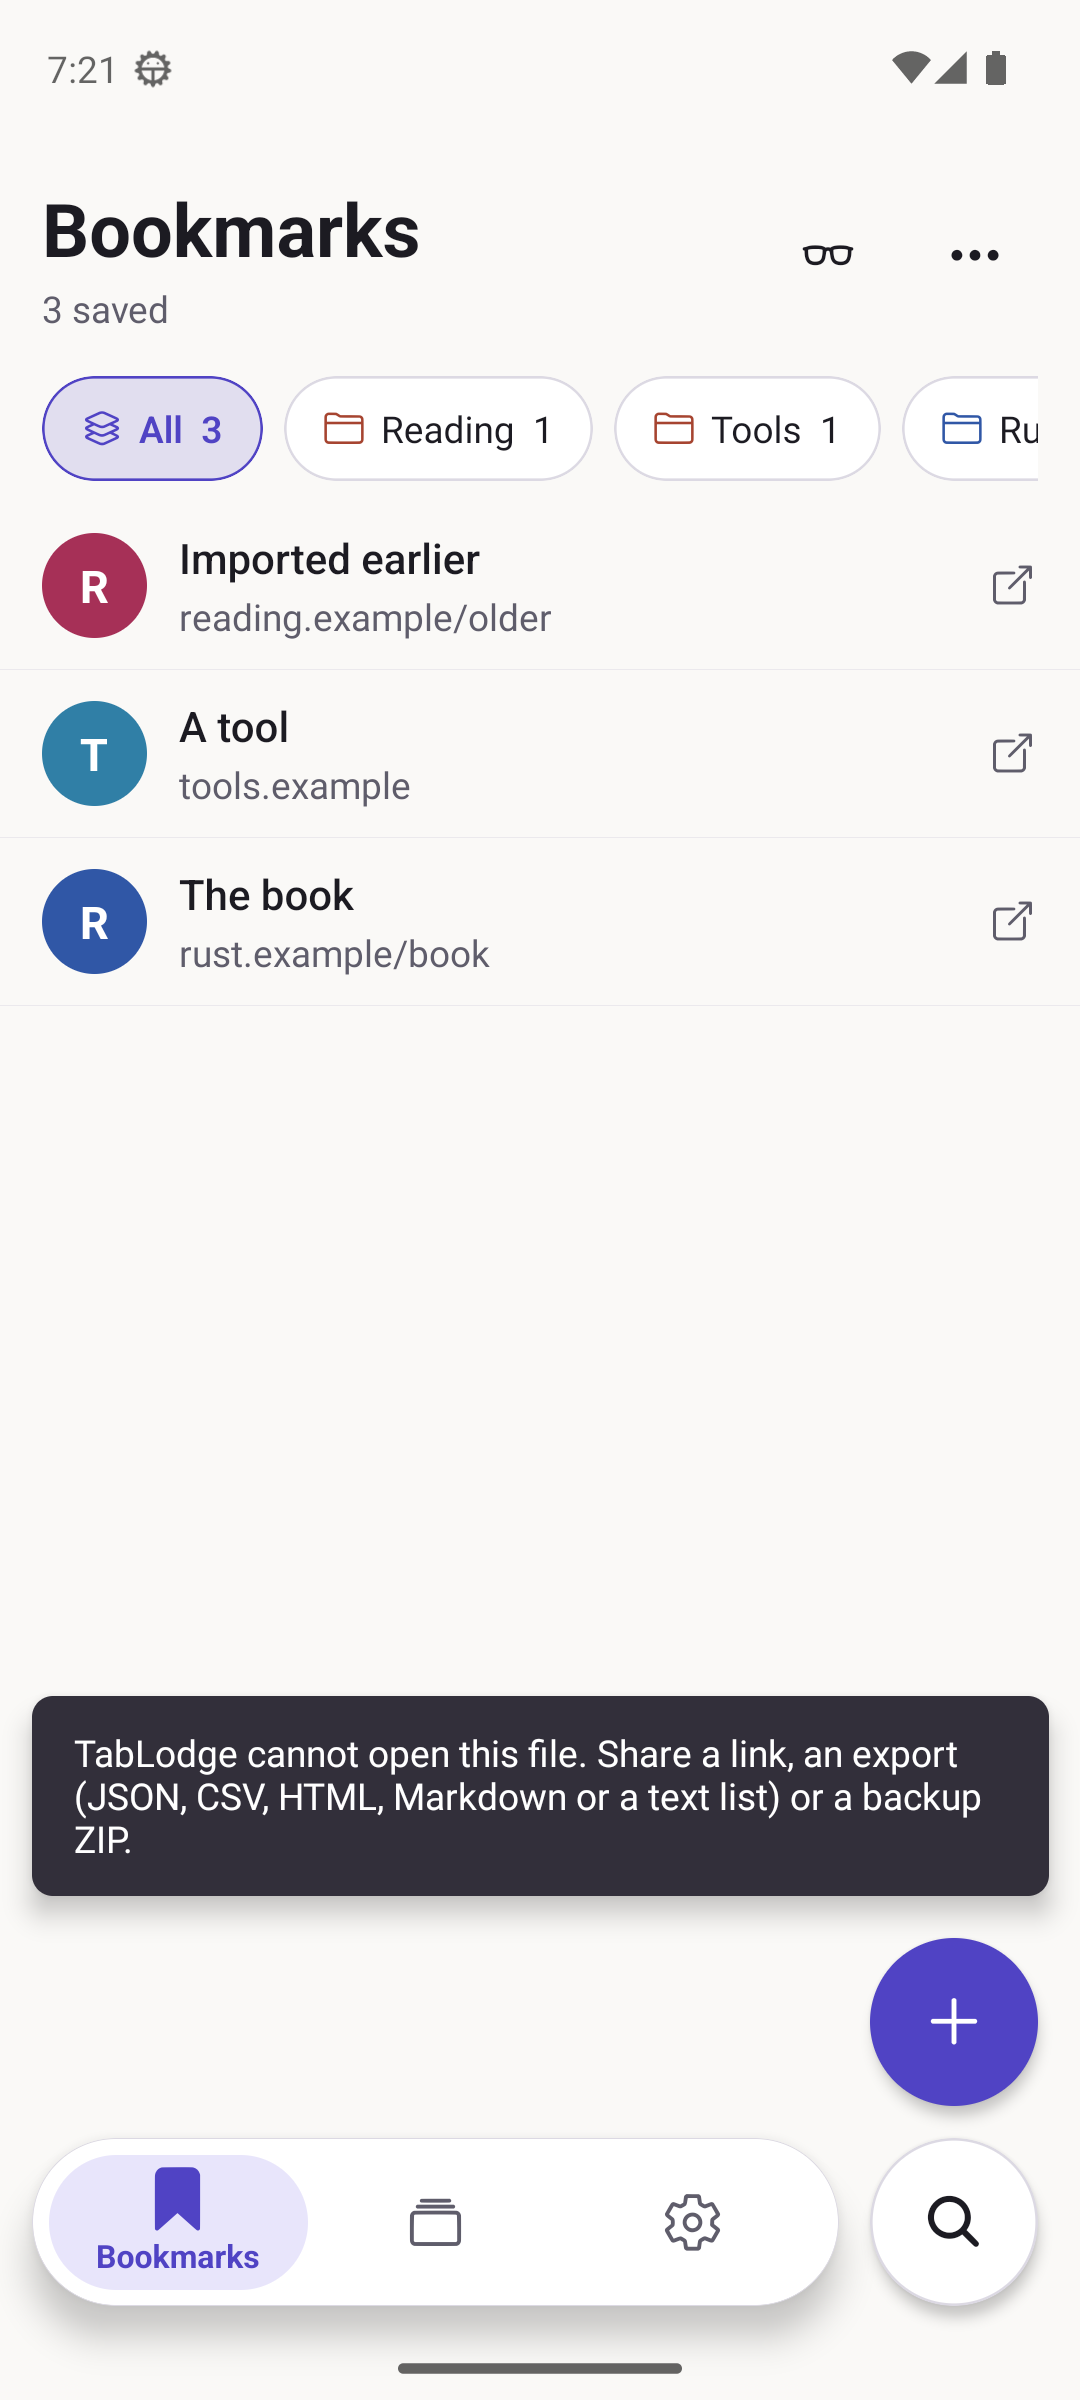 7:21
Bookmarks
3 saved
All 3
Reading 1
Tools 1
Ru
R
Imported earlier
reading.example/older
T
A tool
tools.example
R
The book
rust.example/book
TabLodge cannot open this file. Share a link, an export
(JSON, CSV, HTML, Markdown or a text list) or a backup
ZIP.
Bookmarks